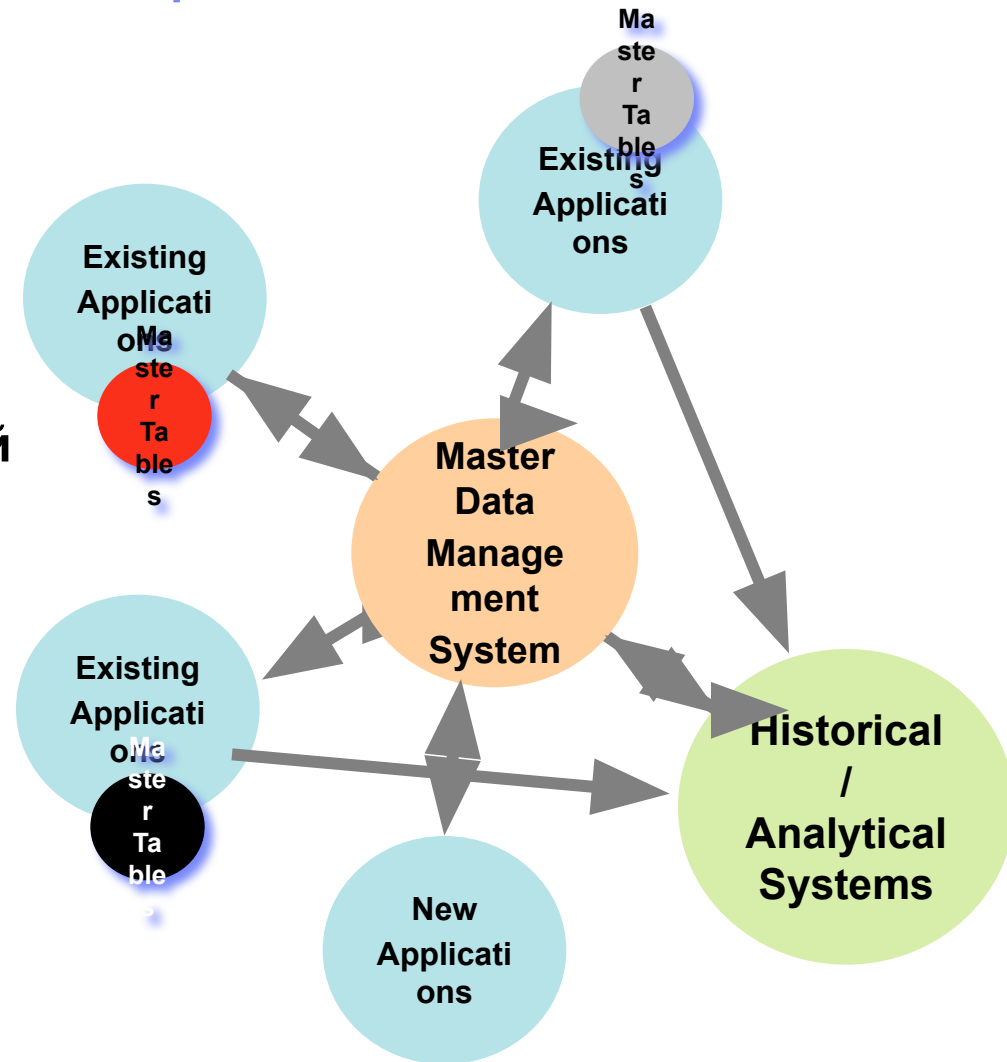 Ma
ste
r
Ta
ble
s
Existing
Applicati
ons
Existing
Applicati
ons
Ma
ste
r
Ta
ble
s
й
Master
Data
Manage
ment
System
Existing
Applicati
ons
Ma
ste
r
Ta
ble
s
Historical
/
Analytical
Systems
New
Applicati
ons